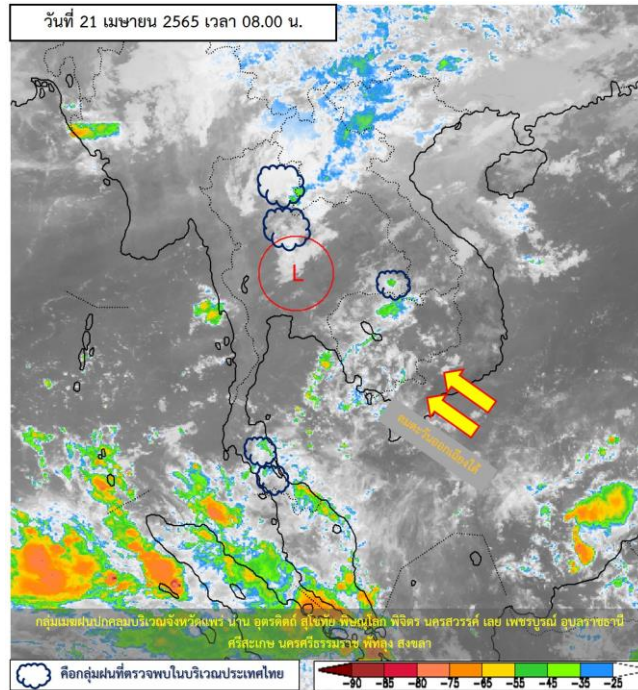 วันที่ 21 เมษายน 2565 เวลา 08.00 น.
L
ลมตะวันออกเฉียงใต้
กลุ่มเมฆฝนปกคลุมบริเวณจังหวัดแพร่ น่าน อุตรดิตถ์ สุโขทัย พิษณุโลก พิจิตร นครสวรรค์ เลย เพชรบูรณ์ อุบลราชธานี
ศรีสะเกษ นครศรีธรรมราช พัทลุง สงขลา
คือกลุ่มฝนที่ตรวจพบในบริเวณประเทศไทย
-90 -85 -80 -75 -65 -55 -45 -35 -25